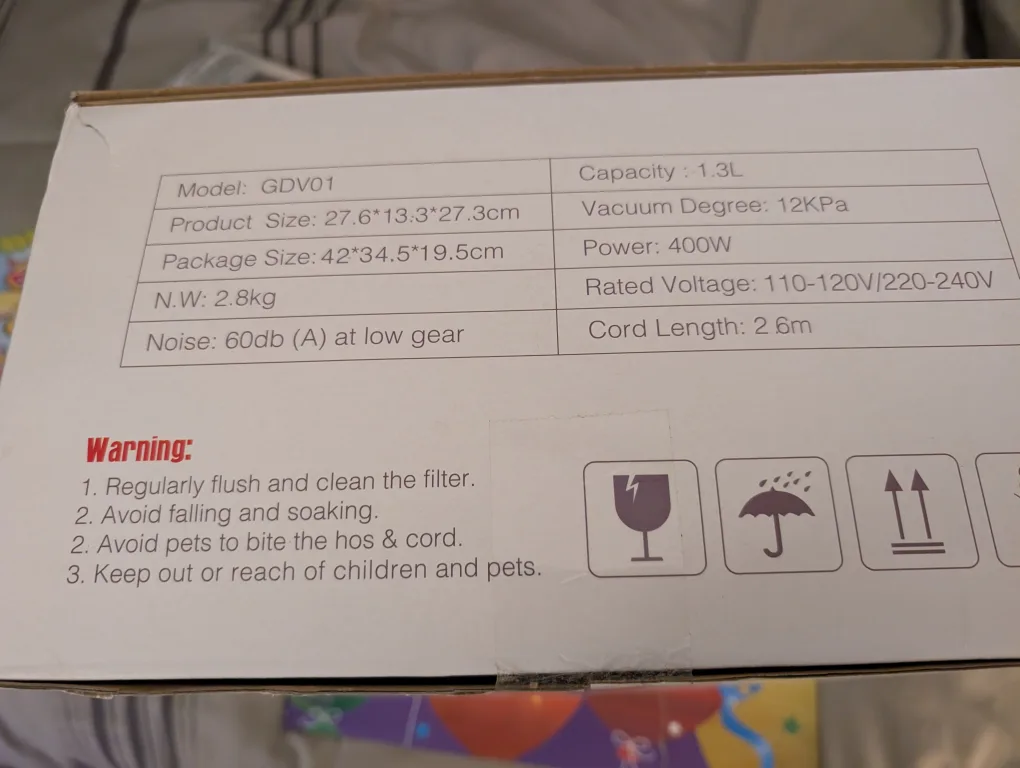 Model: GDV01
Product Size: 27.6*13.3*27.3cm
Package Size: 42*34.5*19.5cm
N.W: 2.8kg
Noise: 60db (A) at low gear
Capacity : 1.3L
Vacuum Degree: 12KPa
Power: 400W
Rated Voltage: 110-120V/220-240V
Cord Length: 2.6m
Warning:
1. Regularly flush and clean the filter.
2. Avoid falling and soaking.
2. Avoid pets to bite the hos & cord.
3. Keep out or reach of children and pets.